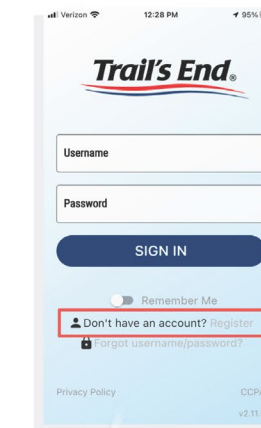 Verizon 12:28 PM 95%
Trail's End®
Username
Password
SIGN IN
Remember Me
Don't have an account? Register
Forgot username/password?
Privacy Policy CCPA
v2.11.